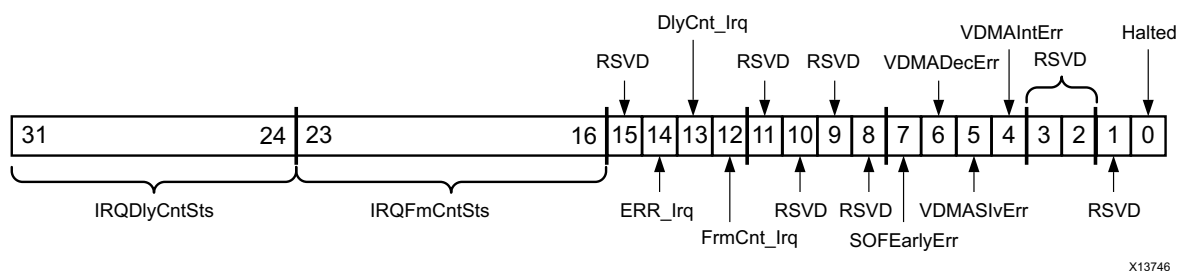 DlyCnt_Irq
VDMAIntErr
Halted
RSVD
RSVD
RSVD
VDMADecErr
RSVD
31 24 23 16 15 14 13 12 11 10 9 8 7 6 5 4 3 2 1 0
IRQDlyCntSts
IRQFmCntSts
ERR_Irq
RSVD
RSVD
VDMASlvErr
RSVD
FrmCnt_Irq
SOFEarlyErr
X13746